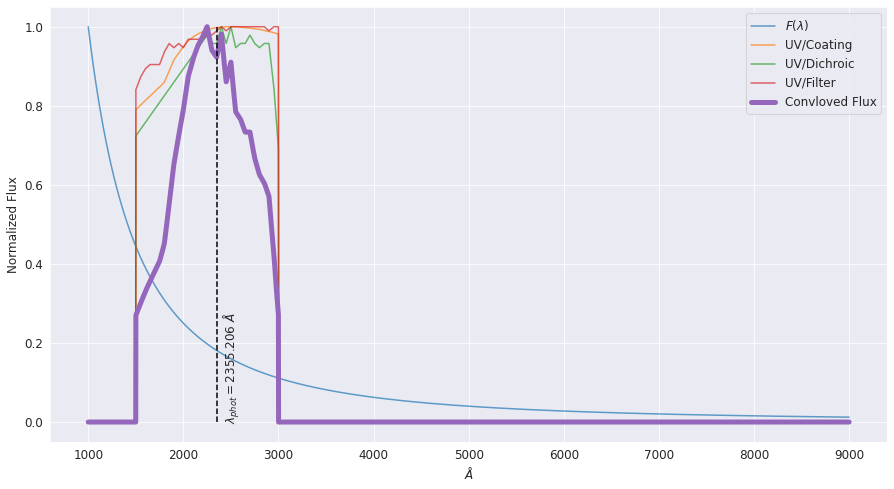 1.0
0.8
0.6
0.4
0.2
0.0
Normalized Flux
F(λ)
UV/Coating
UV/Dichroic
UV/Filter
Convloved Flux
λ_phot = 2355.206 Å
1000 2000 3000 4000 5000 6000 7000 8000 9000
Å